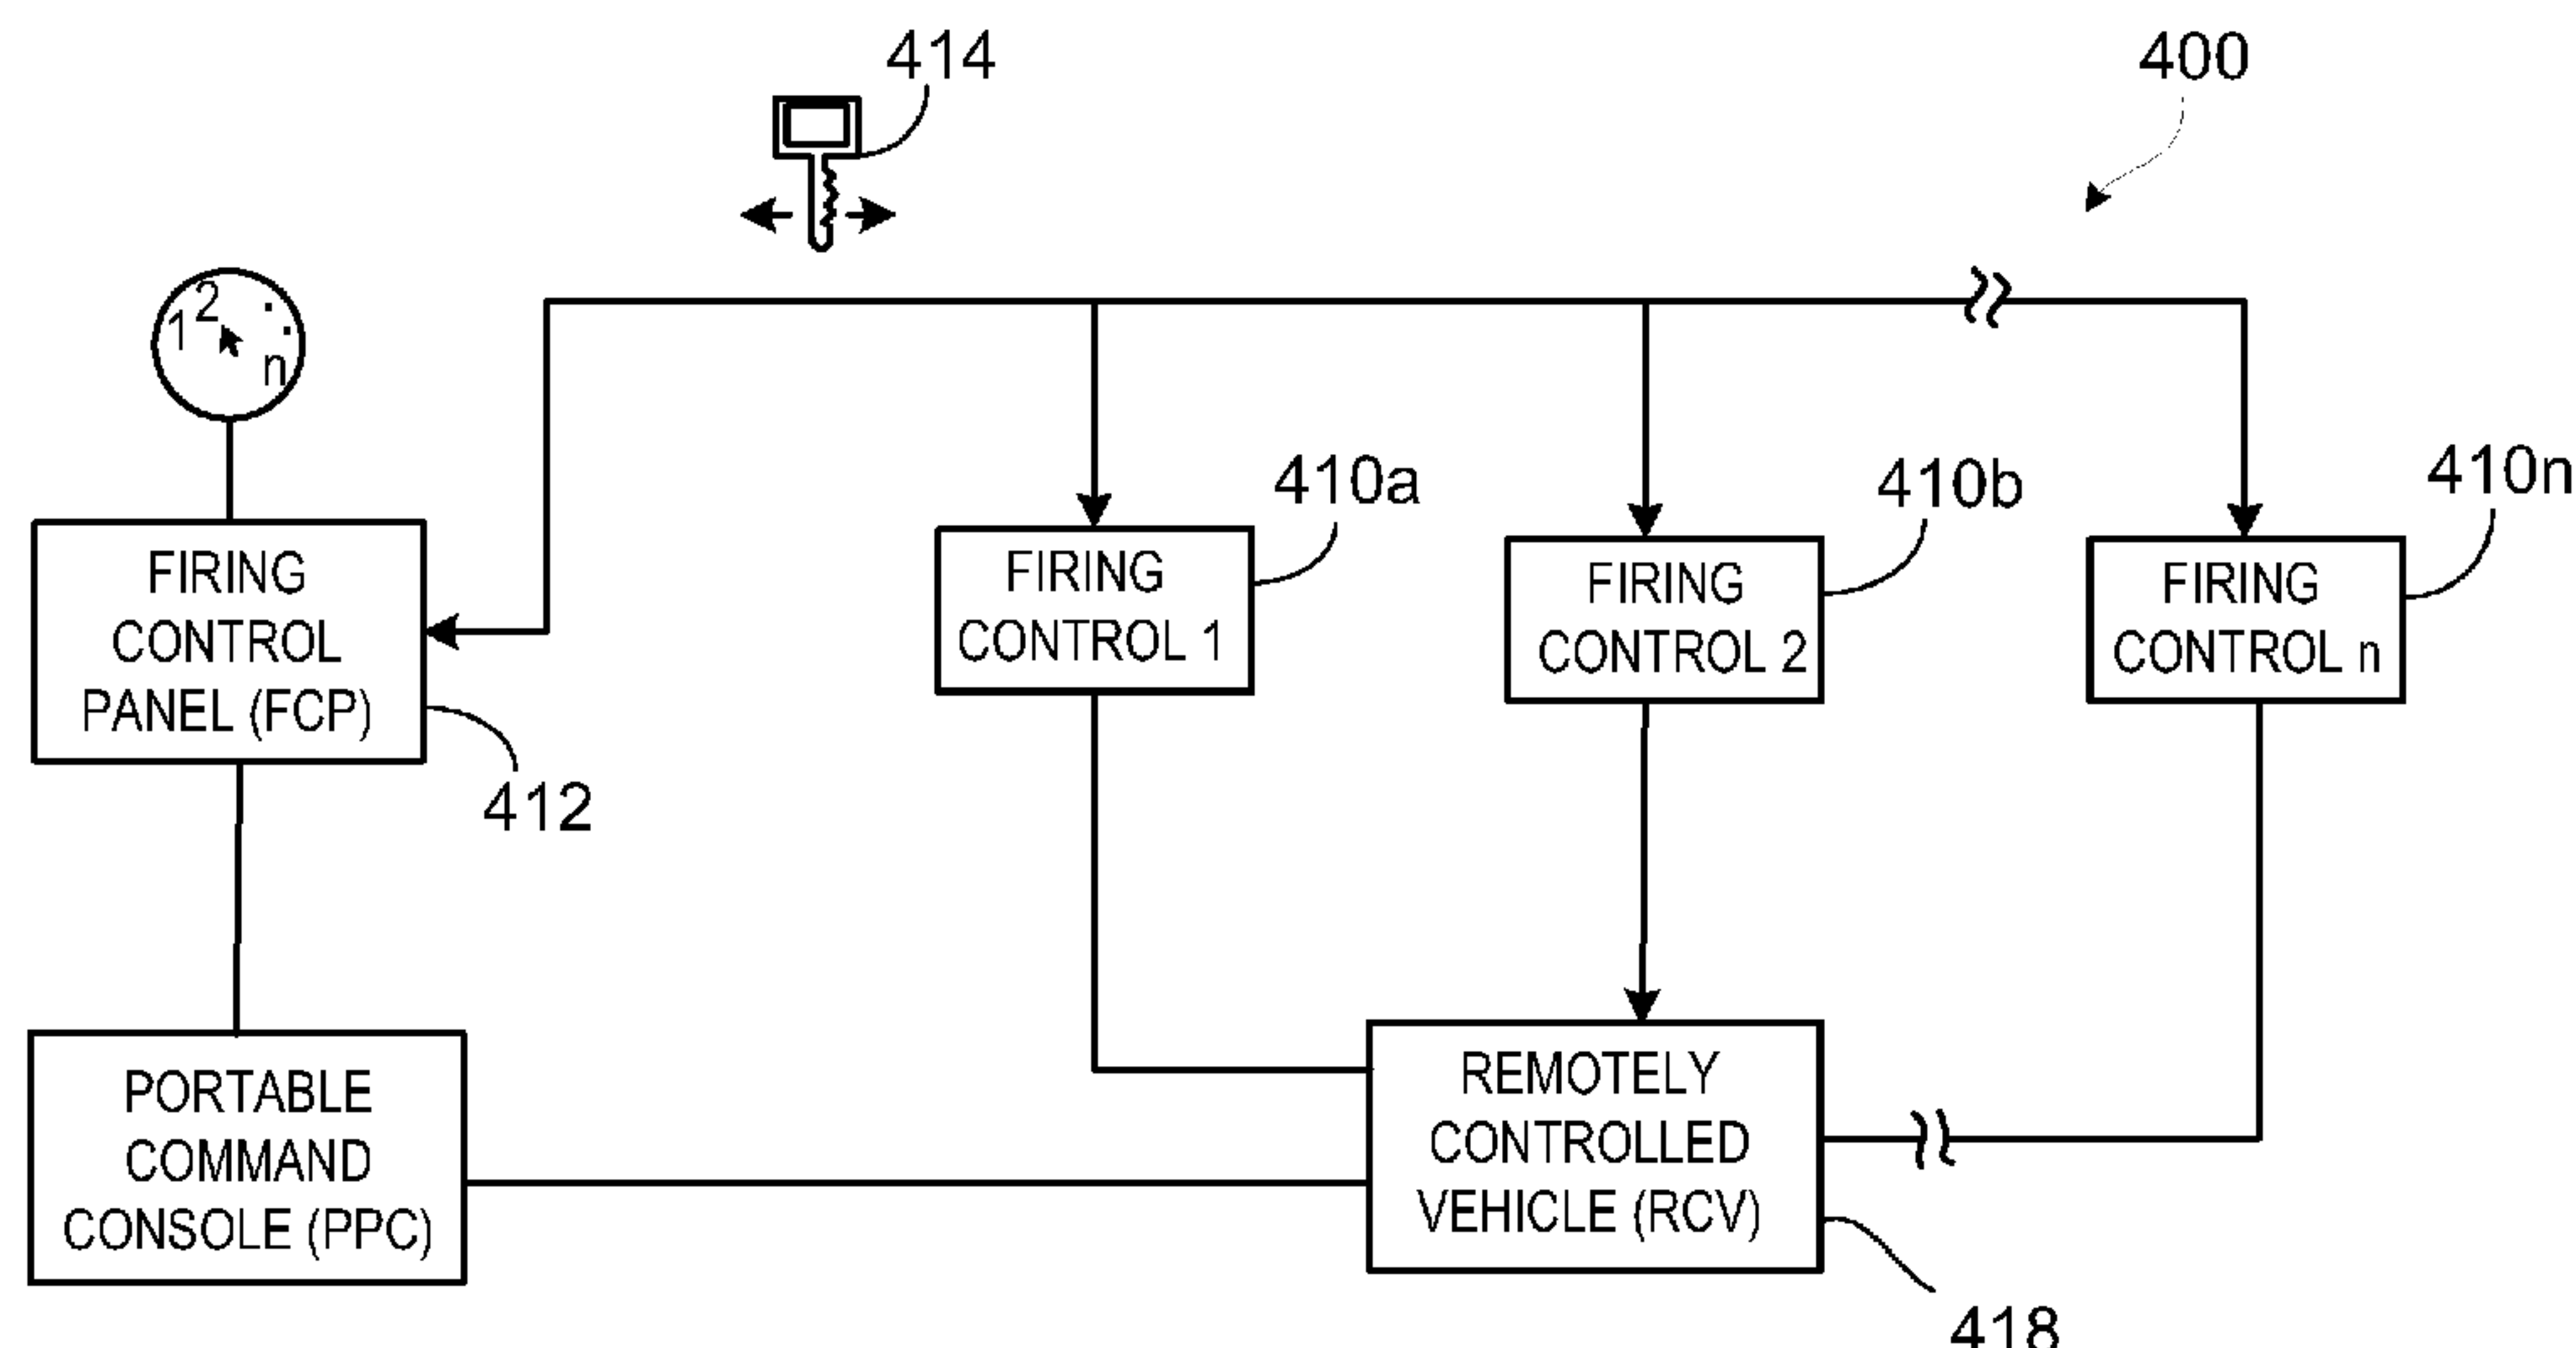 414
400
1
2
n
410a
410b
410n
FIRING
CONTROL
PANEL (FCP)
FIRING
CONTROL 1
FIRING
CONTROL 2
FIRING
CONTROL n
412
PORTABLE
COMMAND
CONSOLE (PPC)
REMOTELY
CONTROLLED
VEHICLE (RCV)
418